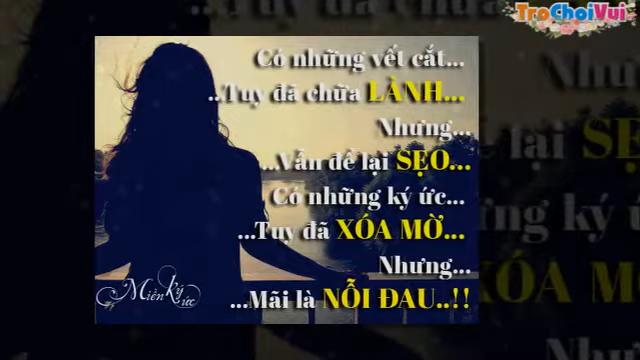 TroChoiVui
Có những vết cắt...
..Tuy đã chữa LÀNH...
Nhưng...
...Vẫn để lại SẸO...
Có những ký ức...
...Tuy đã XÓA MỜ...
Nhưng...
...Mãi là NỖI ĐAU..!!
Miền Ký ức